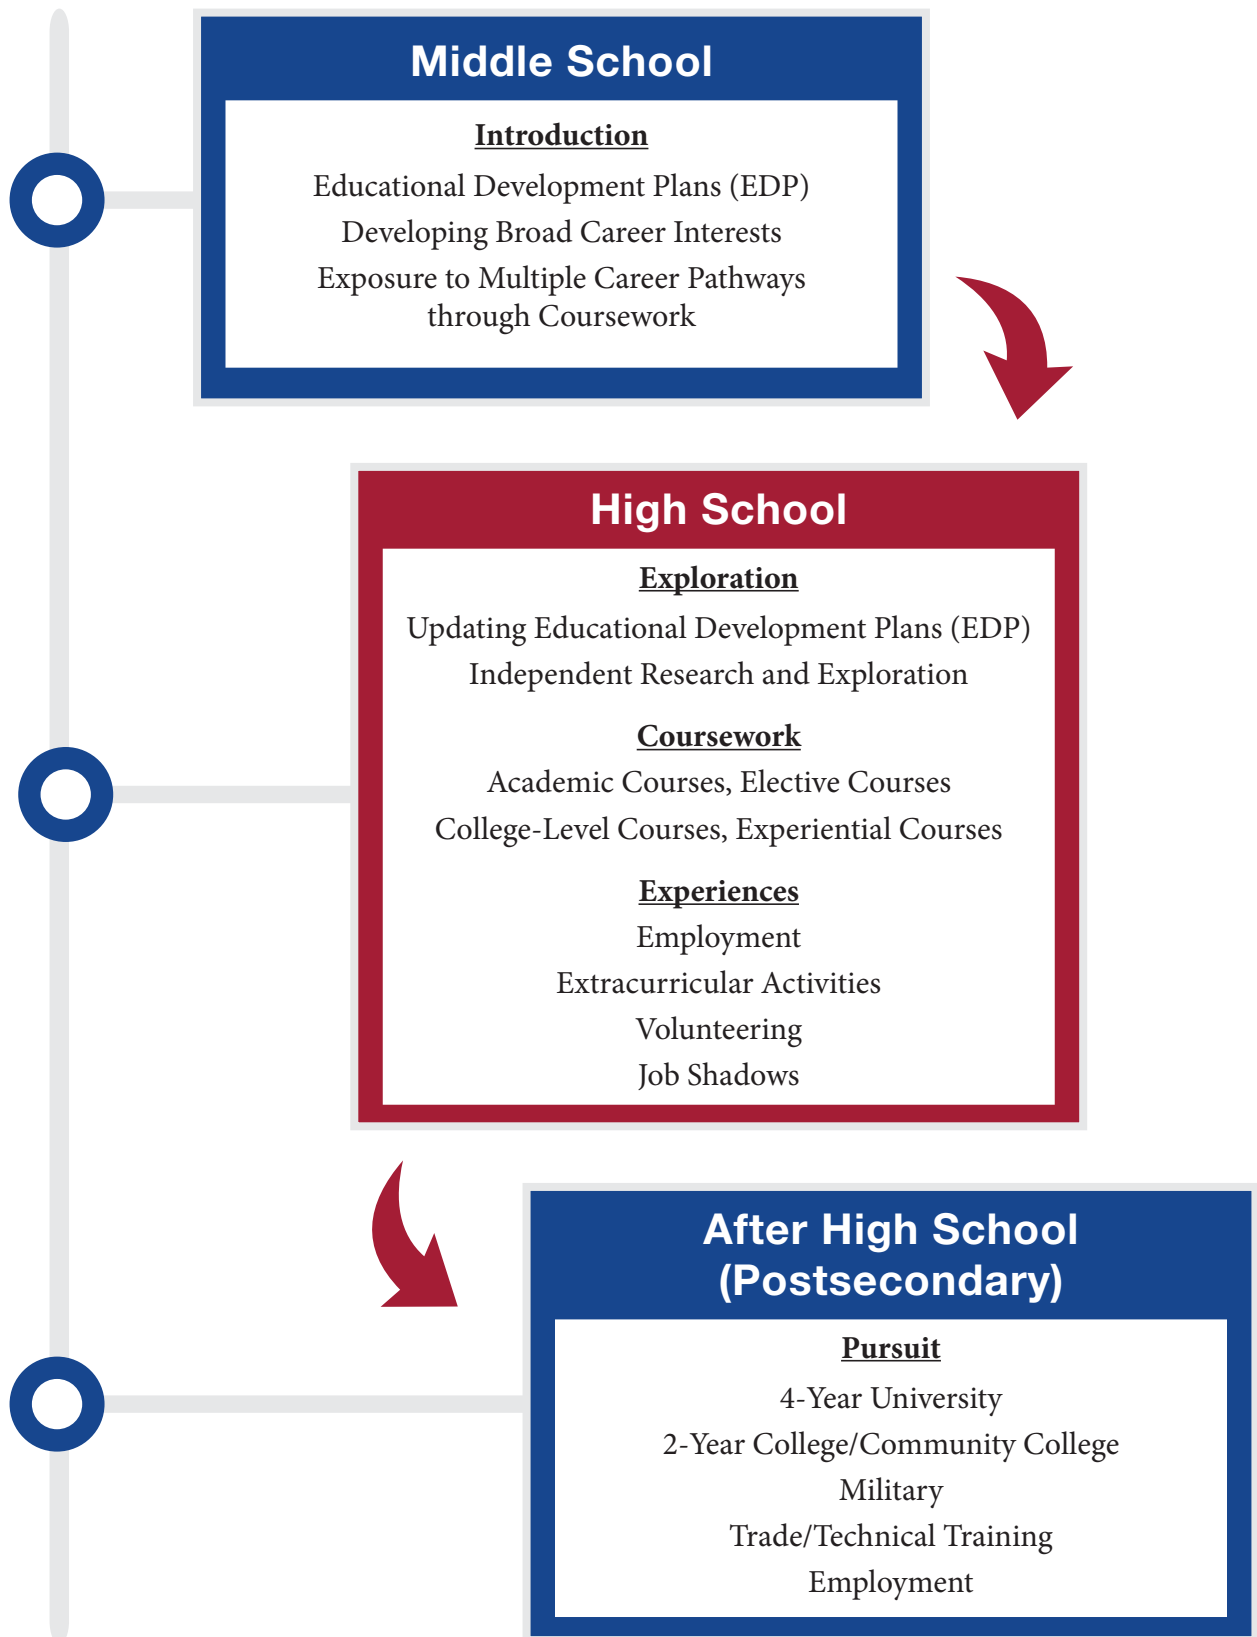 Middle School
Introduction
Educational Development Plans (EDP)
Developing Broad Career Interests
Exposure to Multiple Career Pathways
through Coursework
High School
Exploration
Updating Educational Development Plans (EDP)
Independent Research and Exploration
Coursework
Academic Courses, Elective Courses
College-Level Courses, Experiential Courses
Experiences
Employment
Extracurricular Activities
Volunteering
Job Shadows
After High School
(Postsecondary)
Pursuit
4-Year University
2-Year College/Community College
Military
Trade/Technical Training
Employment